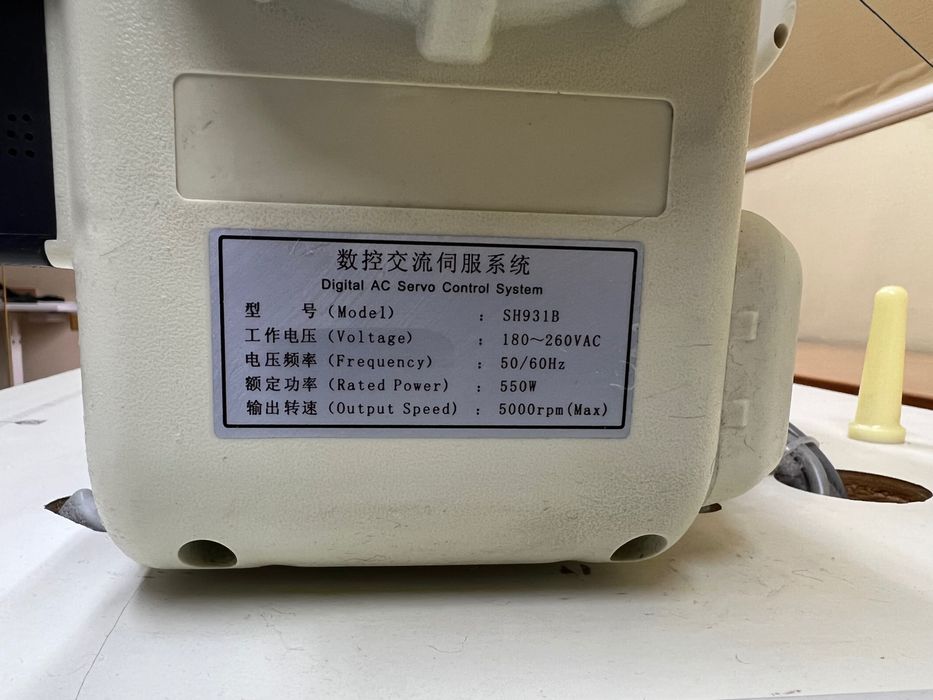 数控交流伺服系统
Digital AC Servo Control System
型 号 (Model) : SH931B
工作电压 (Voltage) : 180~260VAC
电压频率 (Frequency) : 50/60Hz
额定功率 (Rated Power) : 550W
输出转速 (Output Speed) : 5000rpm(Max)